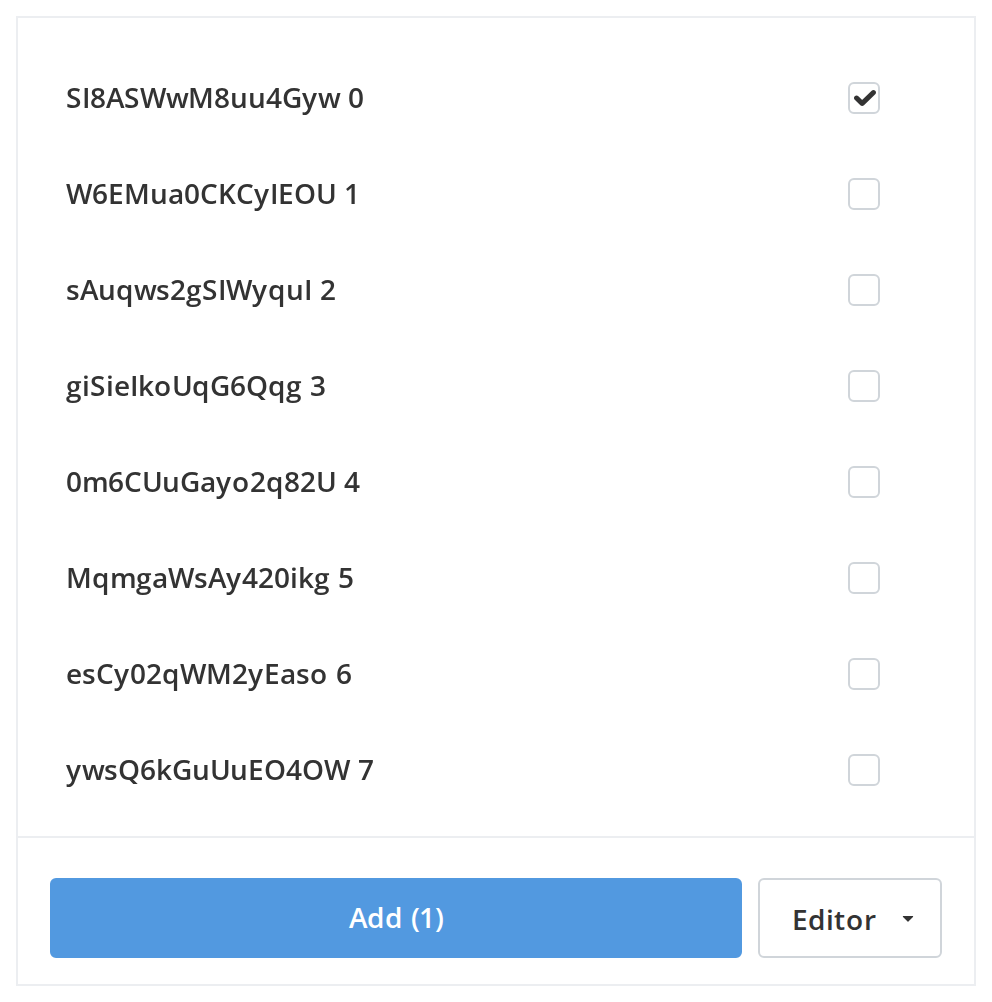 SI8ASWwM8uu4Gyw 0
W6EMua0CKCyIEOU 1
sAuqws2gSIWyquI 2
giSieIkoUqG6Qqg 3
0m6CUuGayo2q82U 4
MqmgaWsAy420ikg 5
esCy02qWM2yEaso 6
ywsQ6kGuUuEO4OW 7
Add (1)
Editor